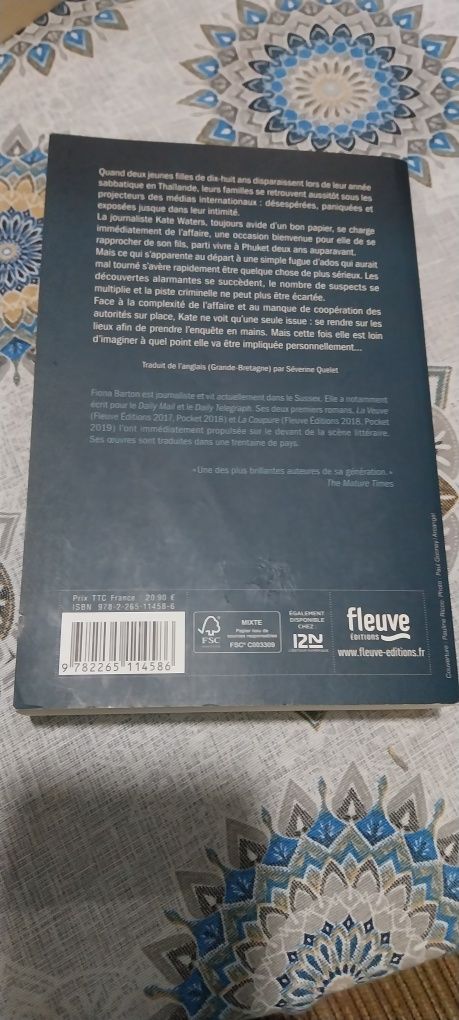 Quand deux jeunes filles de dix-huit ans disparaissent lors de leur année
sabbatique en Thaïlande, leurs familles se retrouvent aussitôt sous les
projecteurs des médias internationaux : désespérées, paniquées et
exposées jusque dans leur intimité.
La journaliste Kate Waters, toujours avide d'un bon papier, se charge
immédiatement de l'affaire, une occasion bienvenue pour elle de se
rapprocher de son fils, parti vivre à Phuket deux ans auparavant.
Mais ce qui s'apparente au départ à une simple fugue d'ados qui aurait
mal tourné s'avère rapidement être quelque chose de plus sérieux. Les
découvertes alarmantes se succèdent, le nombre de suspects se
multiplie et la piste criminelle ne peut plus être écartée.
Face à la complexité de l'affaire et au manque de coopération des
autorités sur place, Kate ne voit qu'une seule issue : se rendre sur les
lieux afin de prendre l'enquête en mains. Mais cette fois elle est loin
d'imaginer à quel point elle va être impliquée personnellement...
Traduit de l'anglais (Grande-Bretagne) par Séverine Quelet
Fiona Barton est journaliste et vit actuellement dans le Sussex. Elle a notamment
écrit pour le Daily Mail et le Daily Telegraph. Ses deux premiers romans, La Veuve
(Fleuve Éditions 2017, Pocket 2018) et La Coupure (Fleuve Éditions 2018, Pocket
2019) l'ont immédiatement propulsée sur le devant de la scène littéraire.
Ses œuvres sont traduites dans une trentaine de pays.
« Une des plus brillantes auteures de sa génération. »
The Mature Times
Prix TTC France : 20.90 €
ISBN 978-2-265-11458-6
9 782265 114586
FSC
MIXTE
Papier issu de
sources responsables
FSC® C003309
ÉGALEMENT
DISPONIBLE
CHEZ :
12N
fleuve
ÉDITIONS
www.fleuve-editions.fr
Couverture : Pauline Photo : Paul Arcangel